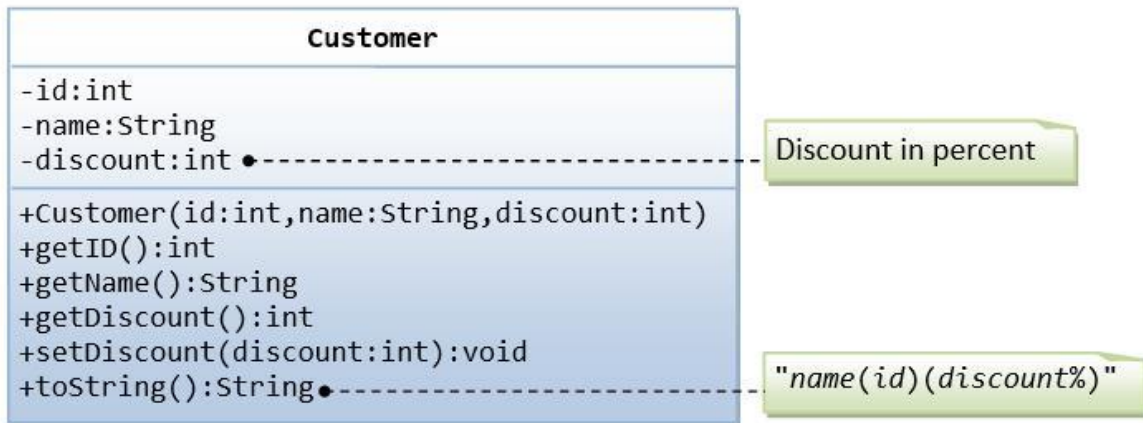 Customer
-id:int
-name:String
-discount:int
Discount in percent
+Customer(id:int,name:String,discount:int)
+getID():int
+getName():String
+getDiscount():int
+setDiscount(discount:int):void
+toString():String
"name(id)(discount%)"